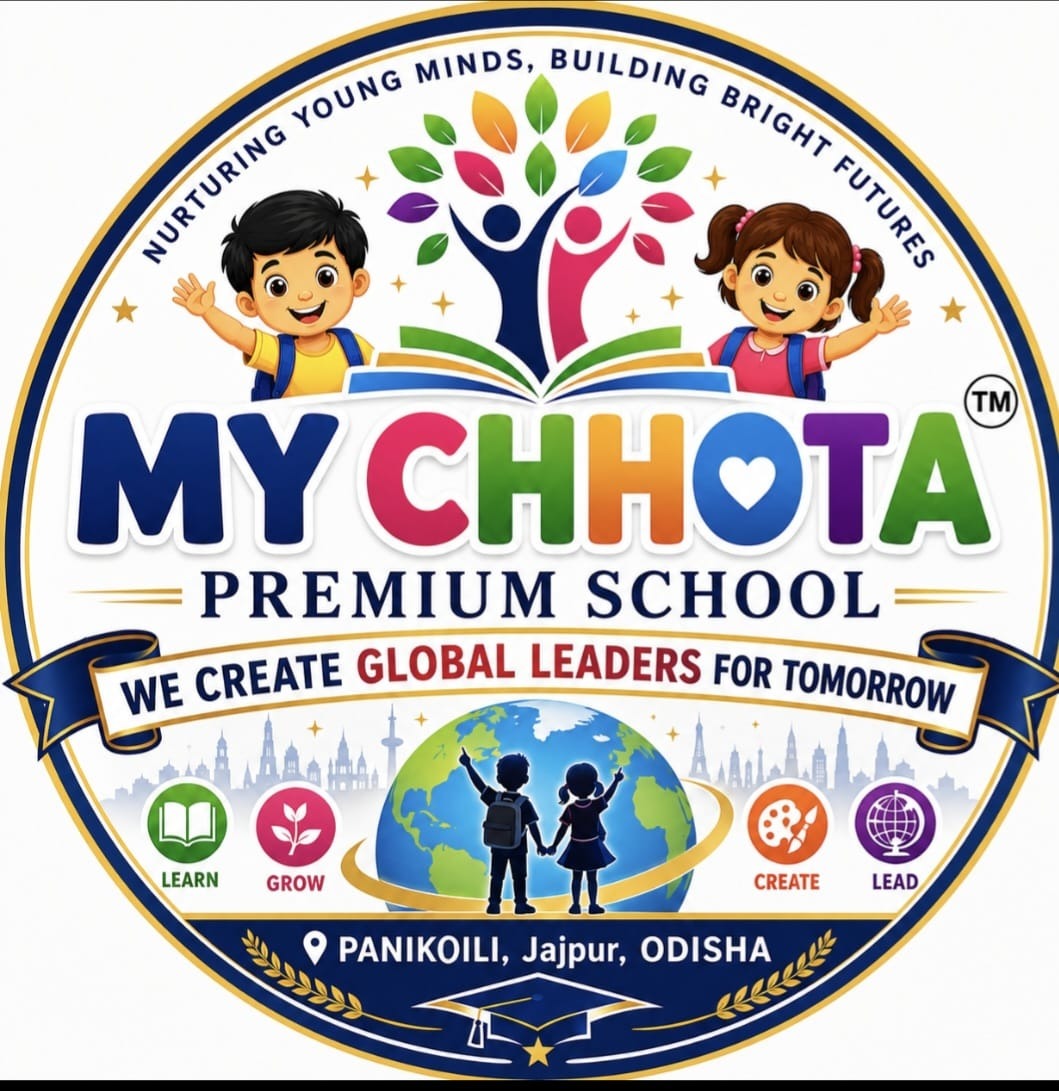 NURTURING YOUNG MINDS, BUILDING BRIGHT FUTURES
MY CHHOTA TM
PREMIUM SCHOOL
WE CREATE GLOBAL LEADERS FOR TOMORROW
LEARN
GROW
CREATE
LEAD
PANIKOILI, Jajpur, ODISHA